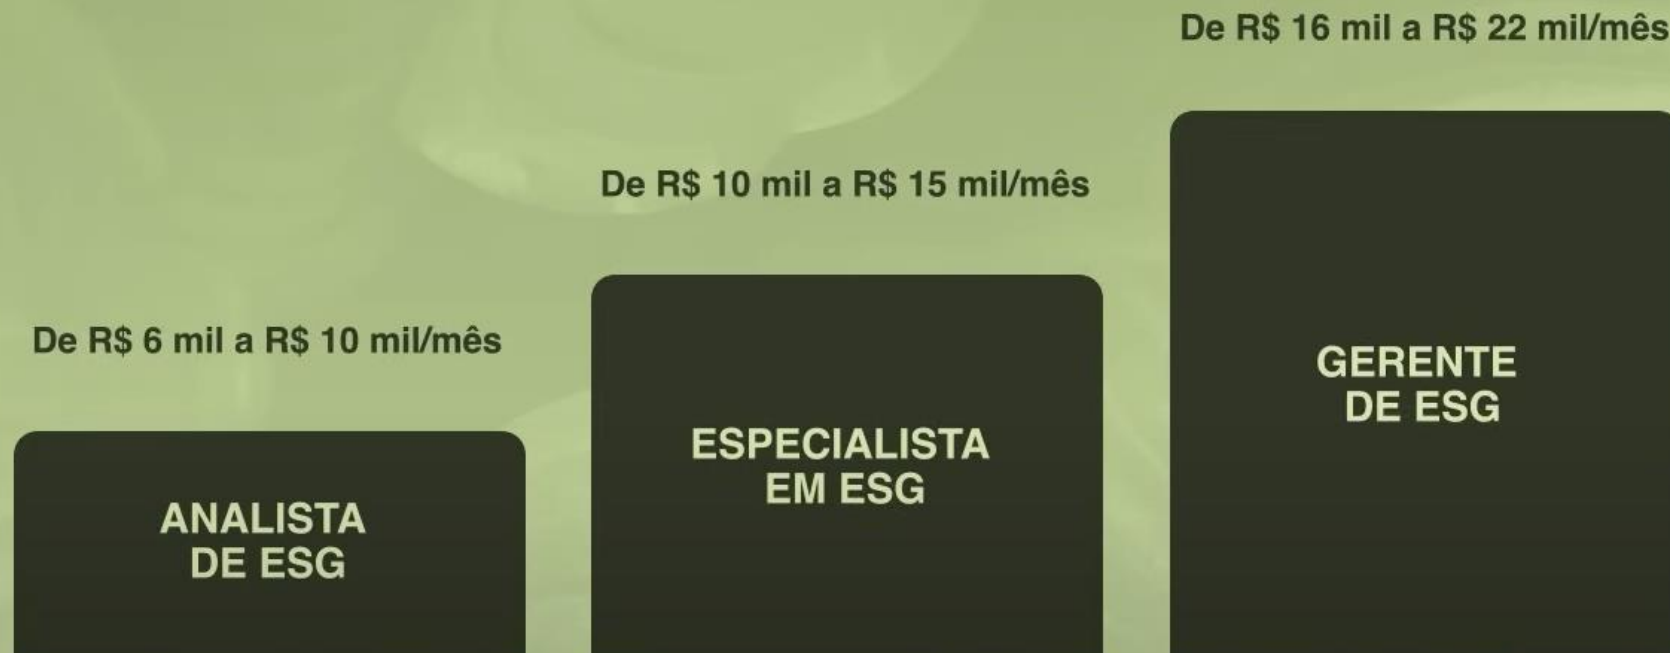 De R$ 6 mil a R$ 10 mil/mês
ANALISTA
DE ESG
De R$ 10 mil a R$ 15 mil/mês
ESPECIALISTA
EM ESG
De R$ 16 mil a R$ 22 mil/mês
GERENTE
DE ESG